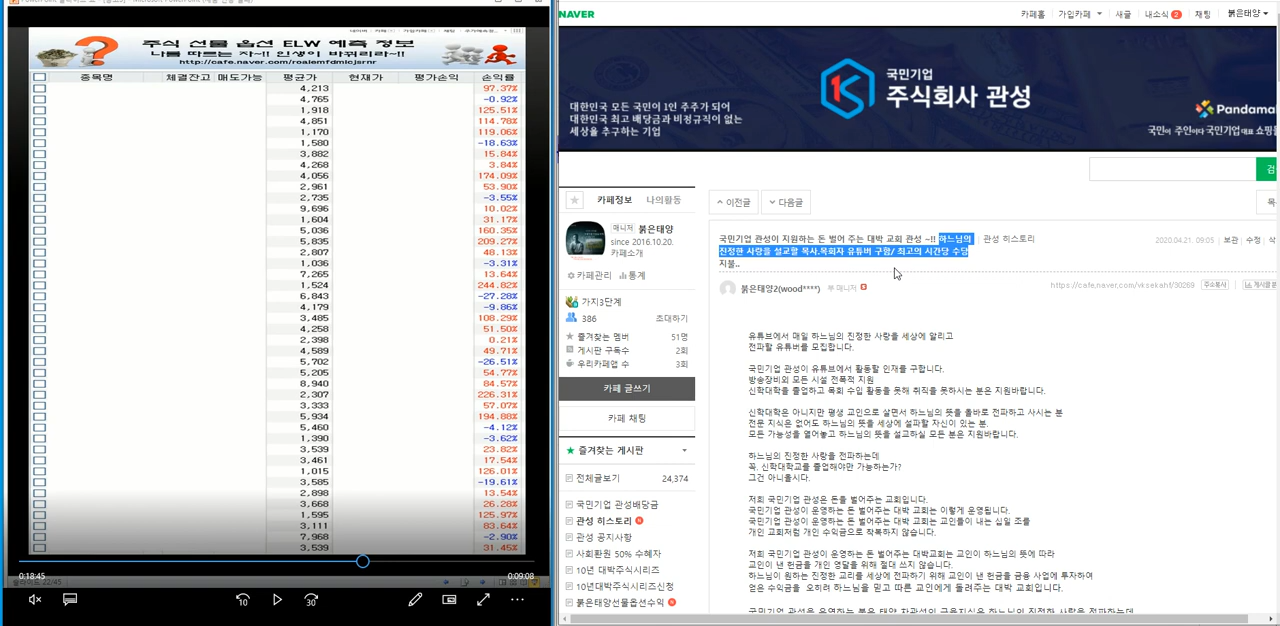 주식 선물 옵션 ELW 예측 정보
나를 따르는 자~!! 인생이 바뀌리라~!!
http://cafe.naver.com/roalemfdmlcjsrnr
종목명 체결잔고 매도가능 평균가 현재가 평가손익 손익률
4,213 97.37%
4,765 -0.92%
1,918 125.51%
4,851 114.78%
1,170 119.06%
1,580 -18.63%
3,882 15.84%
4,268 3.84%
4,056 174.09%
2,961 53.90%
2,735 -3.55%
9,696 10.02%
1,604 31.17%
5,036 160.35%
5,835 209.27%
2,807 48.13%
1,036 -3.31%
7,265 13.64%
1,524 244.82%
6,843 -27.28%
4,179 -9.86%
3,485 108.29%
4,258 51.50%
2,398 0.21%
4,589 49.71%
5,702 -26.51%
5,205 54.77%
8,940 84.57%
2,307 226.31%
3,333 57.07%
5,934 194.88%
5,460 -4.12%
1,390 -3.62%
3,539 23.82%
3,461 17.54%
1,015 126.01%
3,585 -19.61%
2,898 13.54%
3,668 26.28%
1,595 125.97%
3,111 83.64%
7,968 -2.90%
3,539 31.45%
0:18:45 0:09:08
10 30
NAVER
카페홈 가입카페 새글 내소식 2 채팅 붉은태양
대한민국 모든 국민이 1인 주주가 되어
대한민국 최고 배당금과 비정규직이 없는
세상을 추구하는 기업
국민기업
주식회사 관성
Pandama
국민이 주인이다 국민기업대표 쇼핑
검
카페정보 나의활동
이전글 다음글
목
매니저 붉은태양
since 2016.10.20.
카페소개
카페관리 통계
가지3단계
386 초대하기
즐겨찾는 멤버 51명
게시판 구독수 2회
우리카페앱 수 3회
카페 글쓰기
카페 채팅
즐겨찾는 게시판
전체글보기 24,374
국민기업 관성배당금
관성 히스토리
관성 공지사항
사회환원 50% 수혜자
10년 대박주식시리즈
10년대박주식시리즈신청
붉은태양선물옵션수익
국민기업 관성이 지원하는 돈 벌어 주는 대박 교회 관성 ~!! 하느님의
진정한 사랑을 설교할 목사.목회자 유튜버 구함/ 최고의 시간당 수당
지불..
관성 히스토리
2020.04.21. 09:05 보관 수정 삭
붉은태양2(wood****) 부매니저
https://cafe.naver.com/vksekahf/30269 주소복사 게시글
유튜브에서 매일 하느님의 진정한 사랑을 세상에 알리고
전파할 유튜버를 모집합니다.
국민기업 관성이 유튜브에서 활동할 인재를 구합니다.
방송장비외 모든 시설 전폭적 지원
신학대학을 졸업하고 목회 수입 활동을 못해 취직을 못하시는 분은 지원바랍니다.
신학대학은 아니지만 평생 교인으로 살면서 하느님의 뜻을 올바로 전파하고 사시는 분
전문 지식은 없어도 하느님의 뜻을 세상에 설파할 자신이 있는 분.
모든 가능성을 열어놓고 하느님의 뜻을 설교하실 모든 분은 지원바랍니다.
하느님의 진정한 사랑을 전파하는데
꼭. 신학대학교를 졸업해야만 가능하는가?
그건 아니올시다.
저희 국민기업 관성은 돈을 벌어주는 교회입니다.
국민기업 관성이 운영하는 돈 벌어주는 대박 교회는 이렇게 운영됩니다.
국민기업 관성이 운영하는 돈 벌어주는 대박 교회는 교인들이 내는 십일 조를
개인 교회처럼 개인 수익금으로 착복하지 않습니다.
저희 국민기업 관성이 운영하는 돈 벌어주는 대박교회는 교인이 하느님의 뜻에 따라
교인이 낸 헌금을 개인 영달을 위해 절대 쓰지 않습니다.
하느님이 원하는 진정한 교리를 세상에 전파하기 위해 교인이 낸 헌금을 금융 사업에 투자하여
얻은 수익금을 오히려 하느님을 믿고 따른 교인에게 돌려주는 대박 교회입니다.